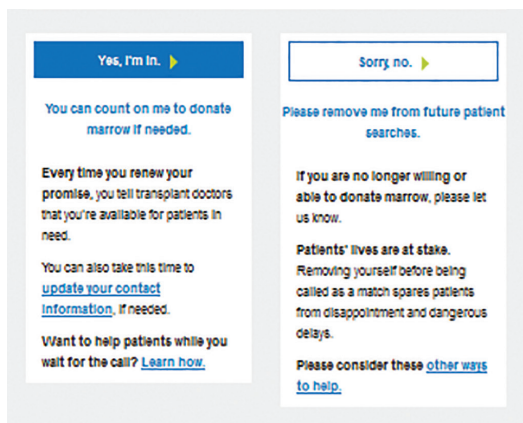 Yes, I'm in.
You can count on me to donate
marrow if needed.
Every time you renew your
promise, you tell transplant doctors
that you're available for patients in
need.
You can also take this time to
update your contact
information, if needed.
Want to help patients while you
wait for the call? Learn how.
Sorry, no.
Please remove me from future patient
searches.
If you are no longer willing or
able to donate marrow, please let
us know.
Patients' lives are at stake.
Removing yourself before being
called as a match spares patients
from disappointment and dangerous
delays.
Please consider these other ways
to help.